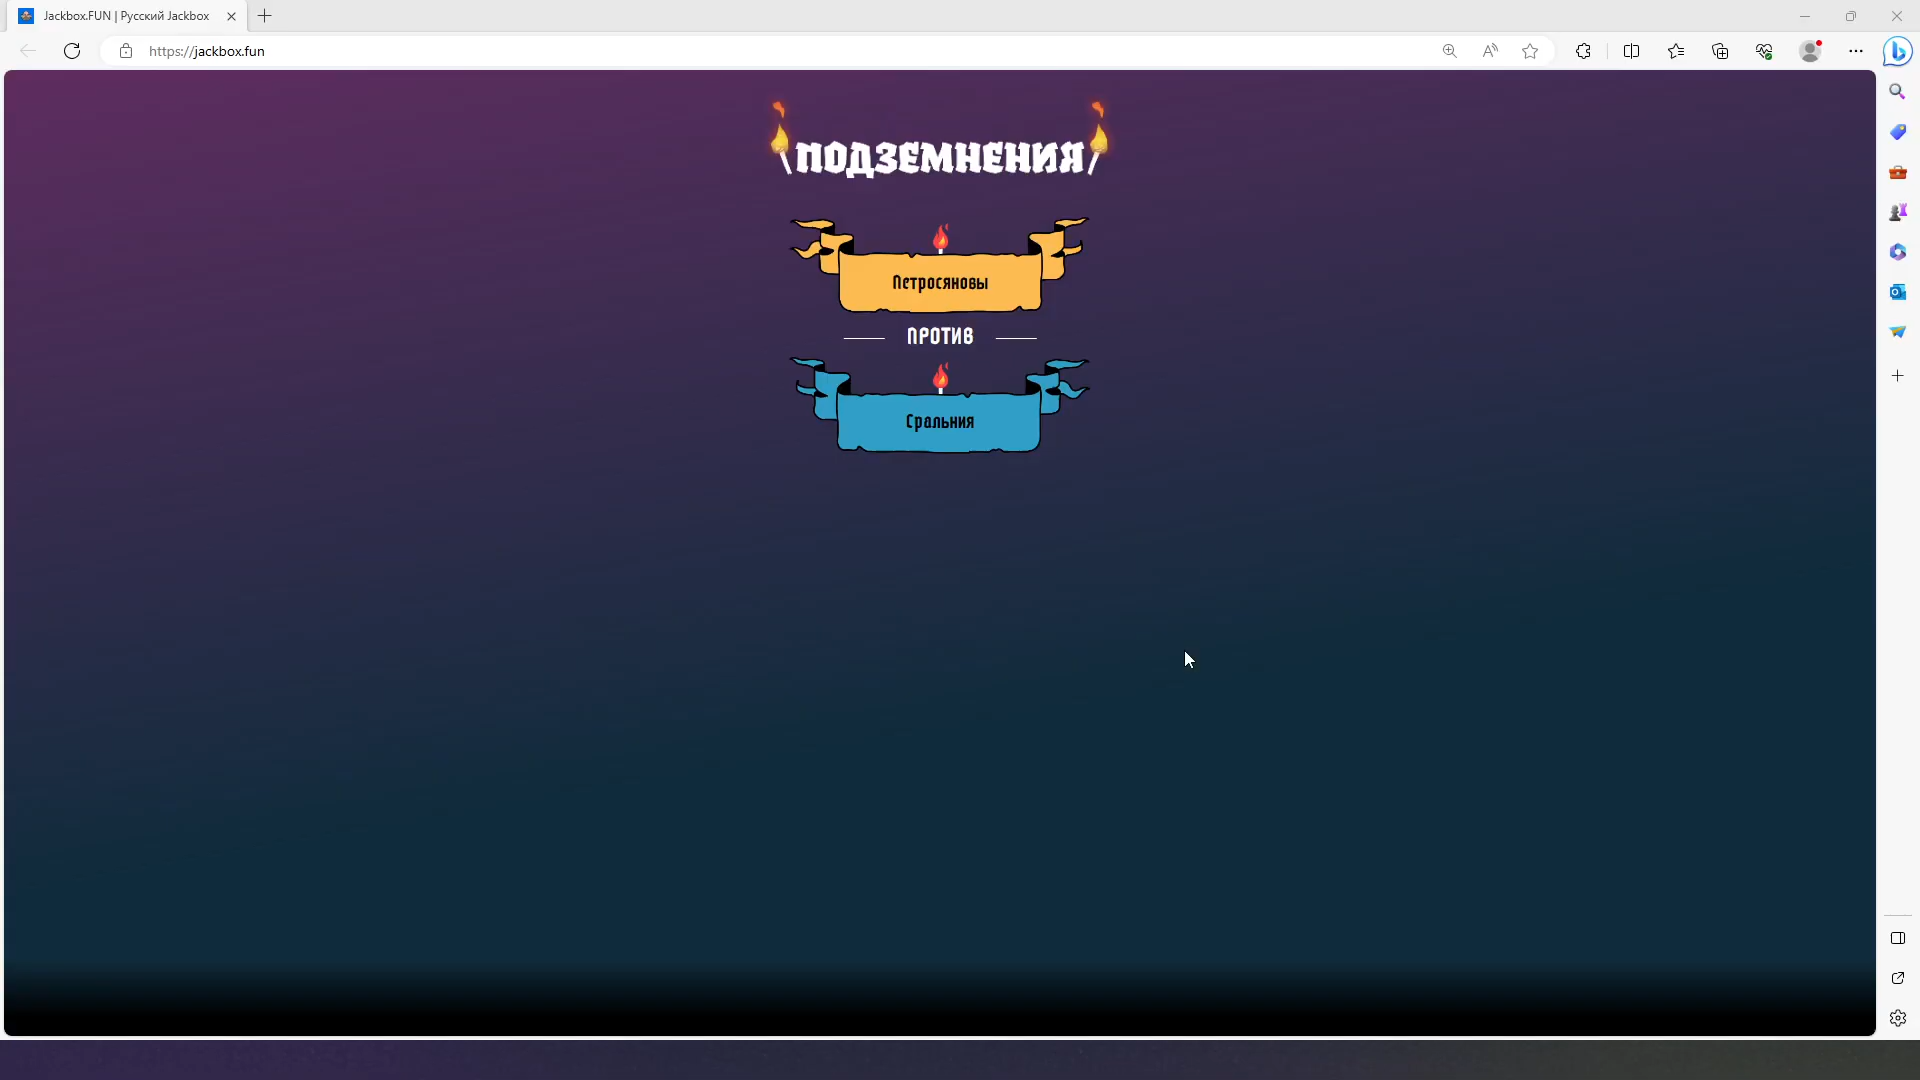 Jackbox.FUN | Русский Jackbox
https://jackbox.fun
ПОДЗЕМНЕНИЯ
Петросяновы
ПРОТИВ
Сральния